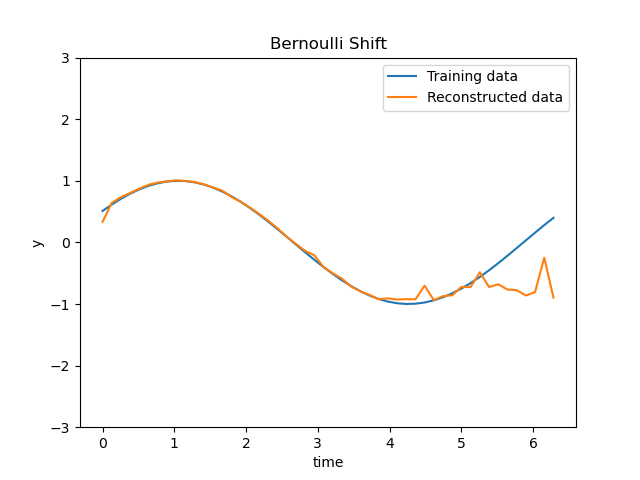 Bernoulli Shift
Training data
Reconstructed data
3
2
1
0
−1
−2
−3
y
0 1 2 3 4 5 6
time